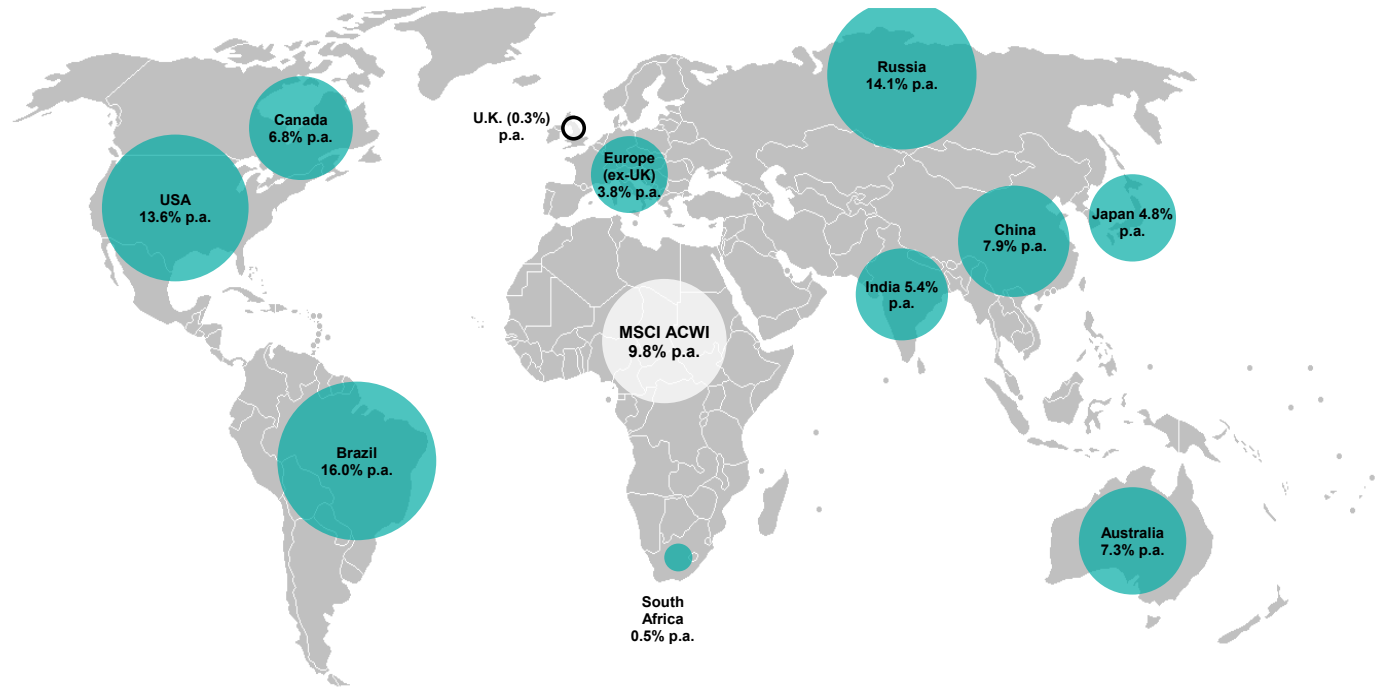 Russia
14.1% p.a.
Canada
6.8% p.a.
U.K. (0.3%)
p.a.
Europe
(ex-UK)
3.8% p.a.
USA
13.6% p.a.
Japan 4.8%
p.a.
China
7.9% p.a.
India 5.4%
p.a.
MSCI ACWI
9.8% p.a.
Brazil
16.0% p.a.
Australia
7.3% p.a.
South
Africa
0.5% p.a.